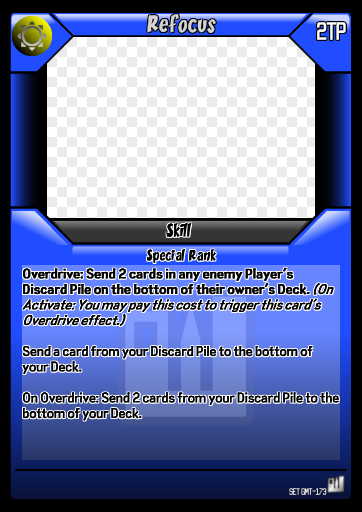 Refocus
2TP
Skill
Special Rank
Overdrive: Send 2 cards in any enemy Player's
Discard Pile on the bottom of their owner's Deck. (On
Activate: You may pay this cost to trigger this card's
Overdrive effect.)
Send a card from your Discard Pile to the bottom of
your Deck.
On Overdrive: Send 2 cards from your Discard Pile to the
bottom of your Deck.
SET GMT-173